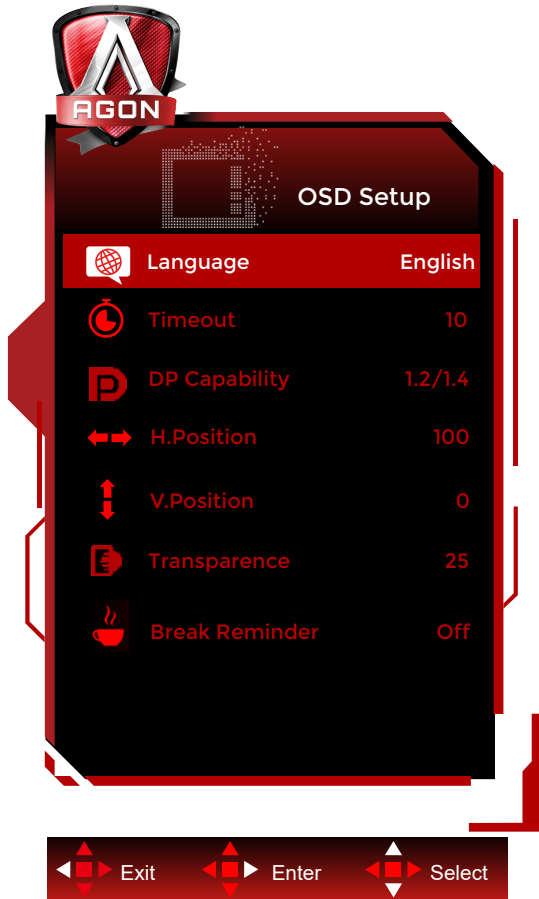 AGON
OSD Setup
Language English
Timeout 10
DP Capability 1.2/1.4
H.Position 100
V.Position 0
Transparence 25
Break Reminder Off
Exit Enter Select